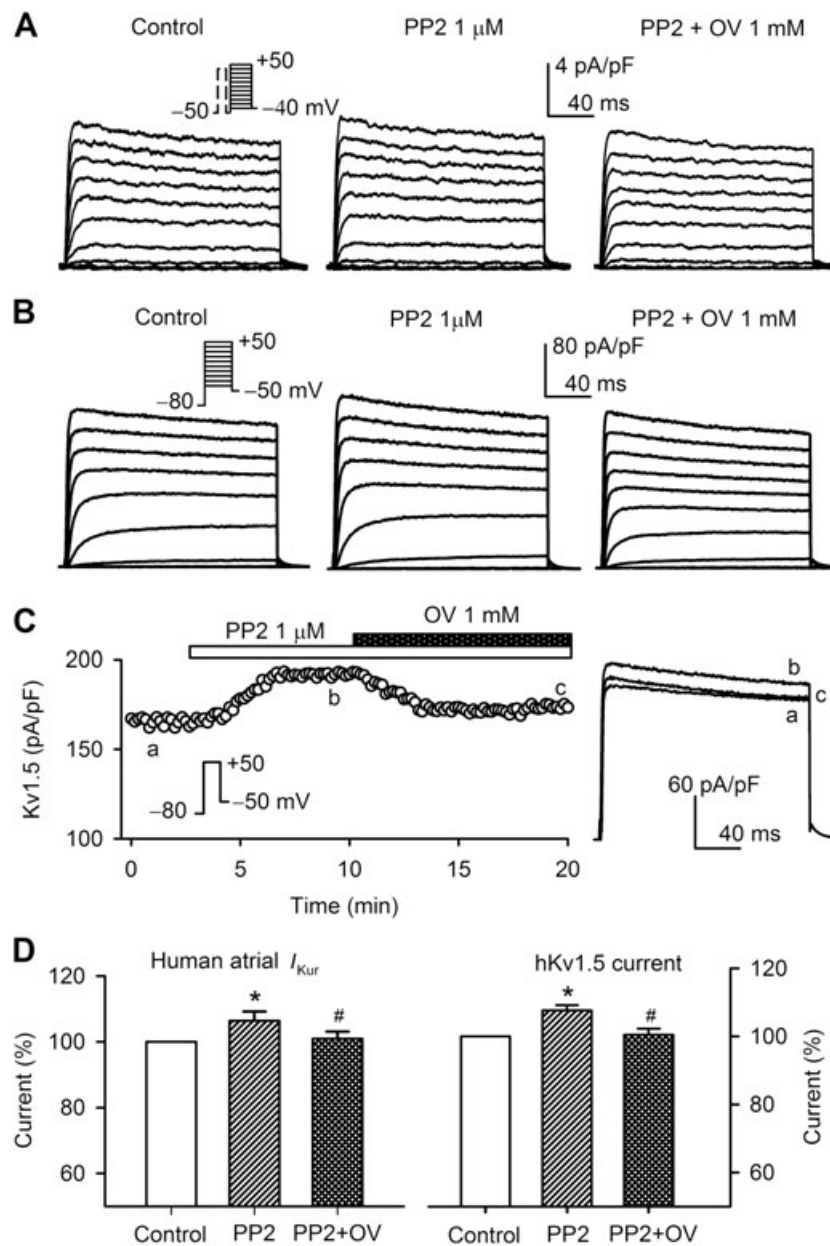 A
Control
PP2 1 μM
PP2 + OV 1 mM
+50
−50
−40 mV
4 pA/pF
40 ms
B
Control
PP2 1μM
PP2 + OV 1 mM
+50
−80
−50 mV
80 pA/pF
40 ms
C
OV 1 mM
PP2 1 μM
200
150
100
Kv1.5 (pA/pF)
a
b
c
+50
−80
−50 mV
0
5
10
15
20
Time (min)
b
c
a
60 pA/pF
40 ms
D
Human atrial IKur
hKv1.5 current
120
100
80
60
Current (%)
*
#
Control
PP2
PP2+OV
*
#
Control
PP2
PP2+OV
120
100
80
60
Current (%)